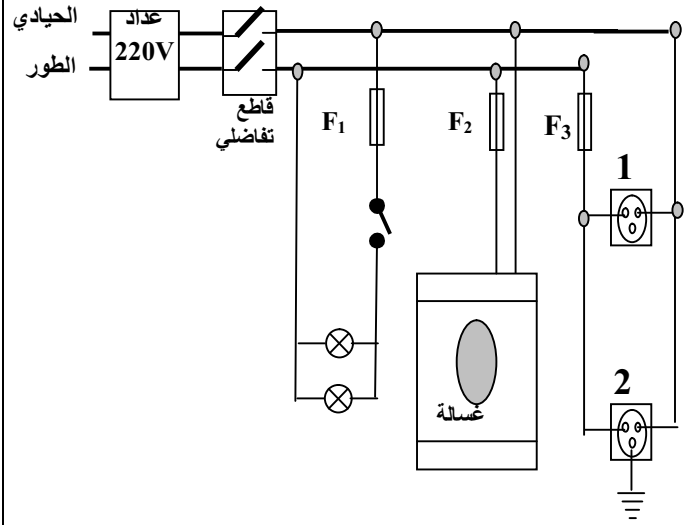 الحيادي
الطور
عداد
220V
قاطع
تفاضلي
F₁
F₂
F₃
1
2
غسالة